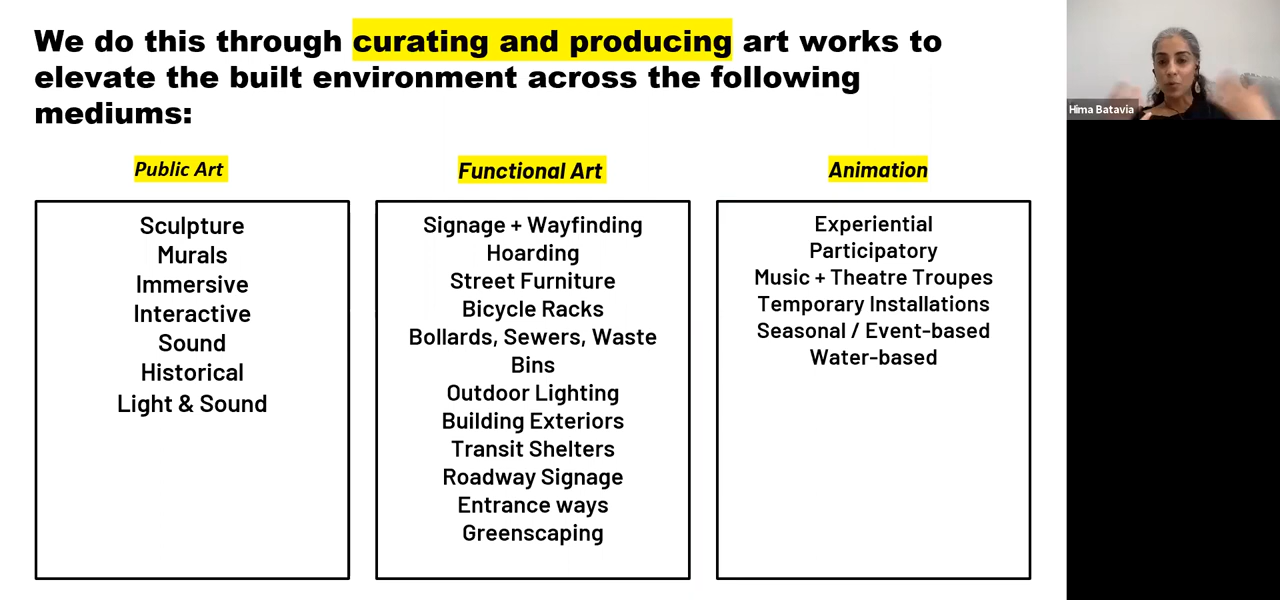 We do this through curating and producing art works to
elevate the built environment across the following
mediums:
Public Art
Sculpture
Murals
Immersive
Interactive
Sound
Historical
Light & Sound
Functional Art
Signage + Wayfinding
Hoarding
Street Furniture
Bicycle Racks
Bollards, Sewers, Waste
Bins
Outdoor Lighting
Building Exteriors
Transit Shelters
Roadway Signage
Entrance ways
Greenscaping
Animation
Experiential
Participatory
Music + Theatre Troupes
Temporary Installations
Seasonal / Event-based
Water-based
Hima Batavia